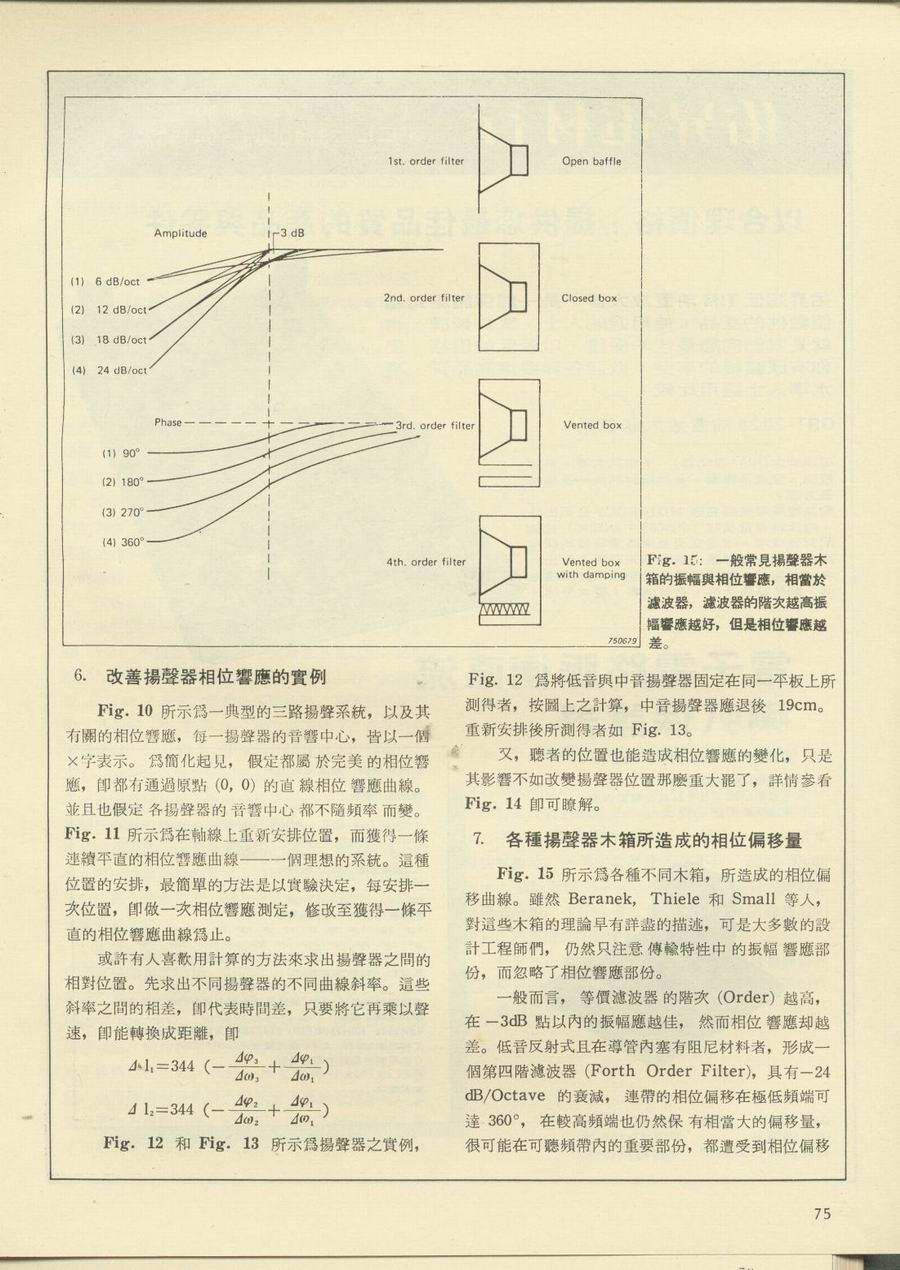 1st. order filter
Open baffle
Amplitude
-3 dB
(1) 6 dB/oct
(2) 12 dB/oct
2nd. order filter
Closed box
(3) 18 dB/oct
(4) 24 dB/oct
Phase
3rd. order filter
Vented box
(1) 90°
(2) 180°
(3) 270°
(4) 360°
4th. order filter
Vented box
with damping
750679
Fig. 15: 一般常見揚聲器木
箱的振幅與相位響應，相當於
濾波器，濾波器的階次越高振
幅響應越好，但是相位響應越
差。
6. 改善揚聲器相位響應的實例
Fig. 10 所示爲一典型的三路揚聲系統，以及其
有關的相位響應，每一揚聲器的音響中心，皆以一個
×字表示。爲簡化起見，假定都屬於完美的相位響
應，卽都有通過原點 (0, 0) 的直線相位響應曲線。
並且也假定各揚聲器的音響中心都不隨頻率而變。
Fig. 11 所示爲在軸線上重新安排位置，而獲得一條
連續平直的相位響應曲線——一個理想的系統。這種
位置的安排，最簡單的方法是以實驗決定，每安排一
次位置，卽做一次相位響應測定，修改至獲得一條平
直的相位響應曲線爲止。
或許有人喜歡用計算的方法來求出揚聲器之間的
相對位置。先求出不同揚聲器的不同曲線斜率。這些
斜率之間的相差，卽代表時間差，只要將它再乘以聲
速，卽能轉換成距離，卽
Δ l₁=344 (− Δφ₃/Δω₃ + Δφ₁/Δω₁)
Δ l₂=344 (− Δφ₂/Δω₂ + Δφ₁/Δω₁)
Fig. 12 和 Fig. 13 所示爲揚聲器之實例，
Fig. 12 爲將低音與中音揚聲器固定在同一平板上所
測得者，按圖上之計算，中音揚聲器應退後 19cm。
重新安排後所測得者如 Fig. 13。
又，聽者的位置也能造成相位響應的變化，只是
其影響不如改變揚聲器位置那麽重大罷了，詳情參看
Fig. 14 卽可瞭解。
7. 各種揚聲器木箱所造成的相位偏移量
Fig. 15 所示爲各種不同木箱，所造成的相位偏
移曲線。雖然 Beranek, Thiele 和 Small 等人，
對這些木箱的理論早有詳盡的描述，可是大多數的設
計工程師們，仍然只注意傳輸特性中的振幅響應部
份，而忽略了相位響應部份。
一般而言，等價濾波器的階次 (Order) 越高，
在 −3dB 點以內的振幅應越佳，然而相位響應却越
差。低音反射式且在導管內塞有阻尼材料者，形成一
個第四階濾波器 (Forth Order Filter)，具有−24
dB/Octave 的衰減，連帶的相位偏移在極低頻端可
達 360°，在較高頻端也仍然保有相當大的偏移量，
很可能在可聽頻帶內的重要部份，都遭受到相位偏移
75